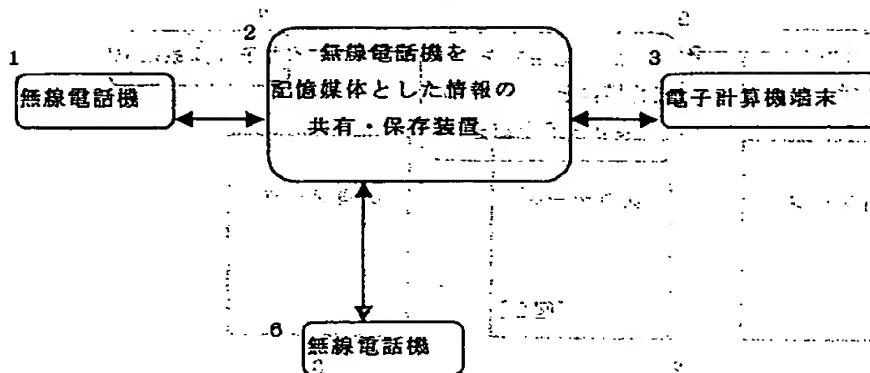 1
無線電話機
2
無線電話機を
記憶媒体とした情報の
共有・保存装置
3
電子計算機端末
6
無線電話機